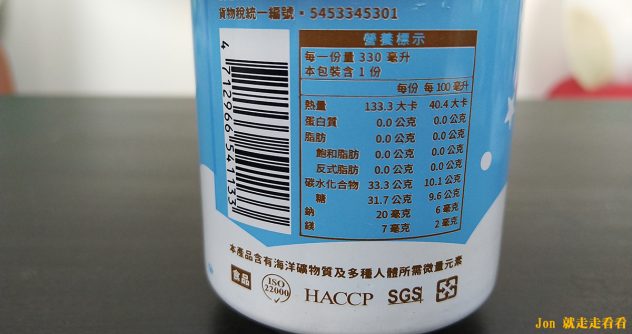 貨物稅統一編號・5453345301
營養標示
每一份量 330 毫升
本包裝含 1 份
每份 每100毫升
熱量 133.3 大卡 40.4 大卡
蛋白質 0.0 公克 0.0 公克
脂肪 0.0 公克 0.0 公克
飽和脂肪 0.0 公克 0.0 公克
反式脂肪 0.0 公克 0.0 公克
碳水化合物 33.3 公克 10.1 公克
糖 31.7 公克 9.6 公克
鈉 20 毫克 6 毫克
鎂 7 毫克 2 毫克
4 712966 541133
本產品含有海洋礦物質及多種人體所需微量元素
食品 ISO 22000 HACCP SGS
Jon 就走走看看